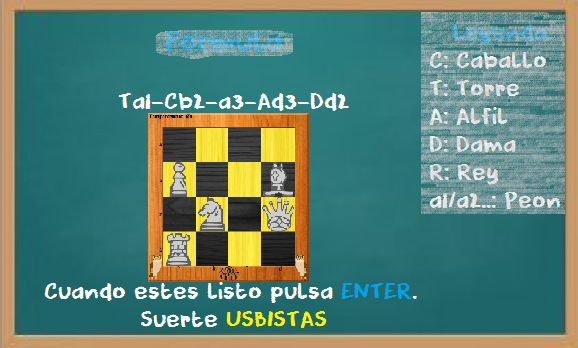 Formula
Leyenda
C: Caballo
T: Torre
A: Alfil
D: Dama
R: Rey
a1/a2..: Peon
Ta1-Cb2-a3-Ad3-Dd2
Cuando estes listo pulsa ENTER.
Suerte USBISTAS